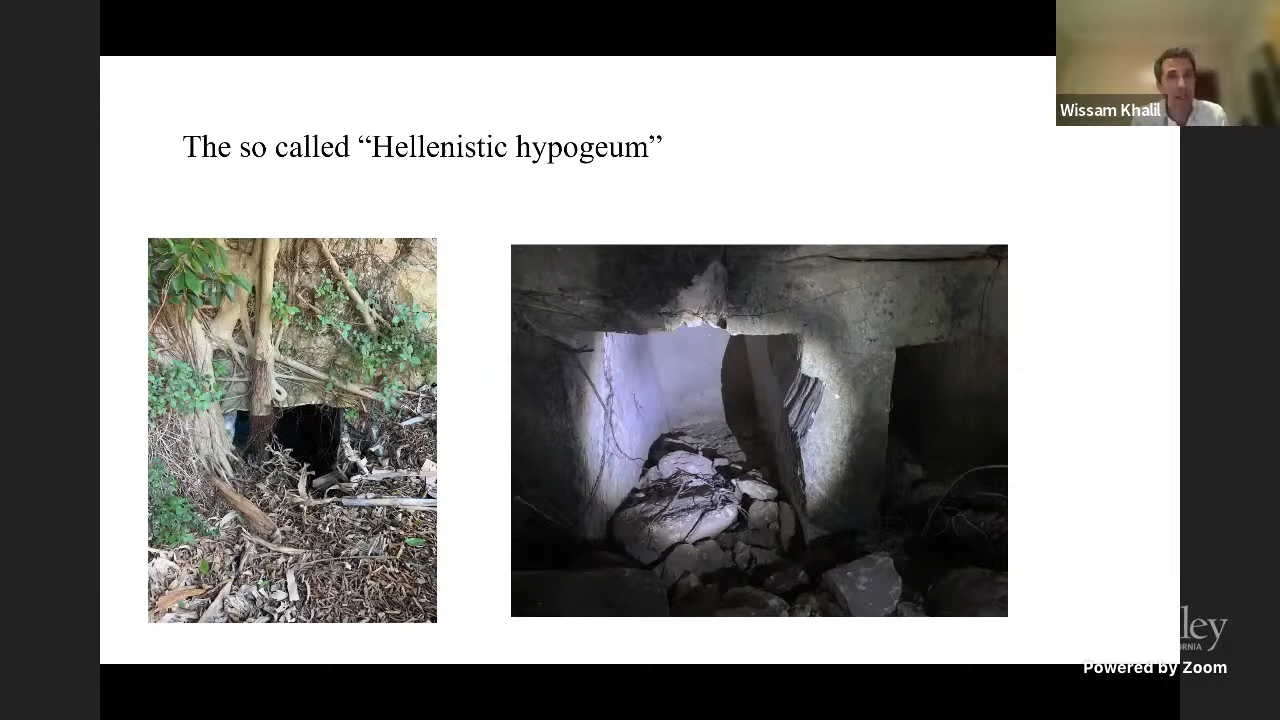 Wissam Khalil
The so called “Hellenistic hypogeum”
Powered by Zoom